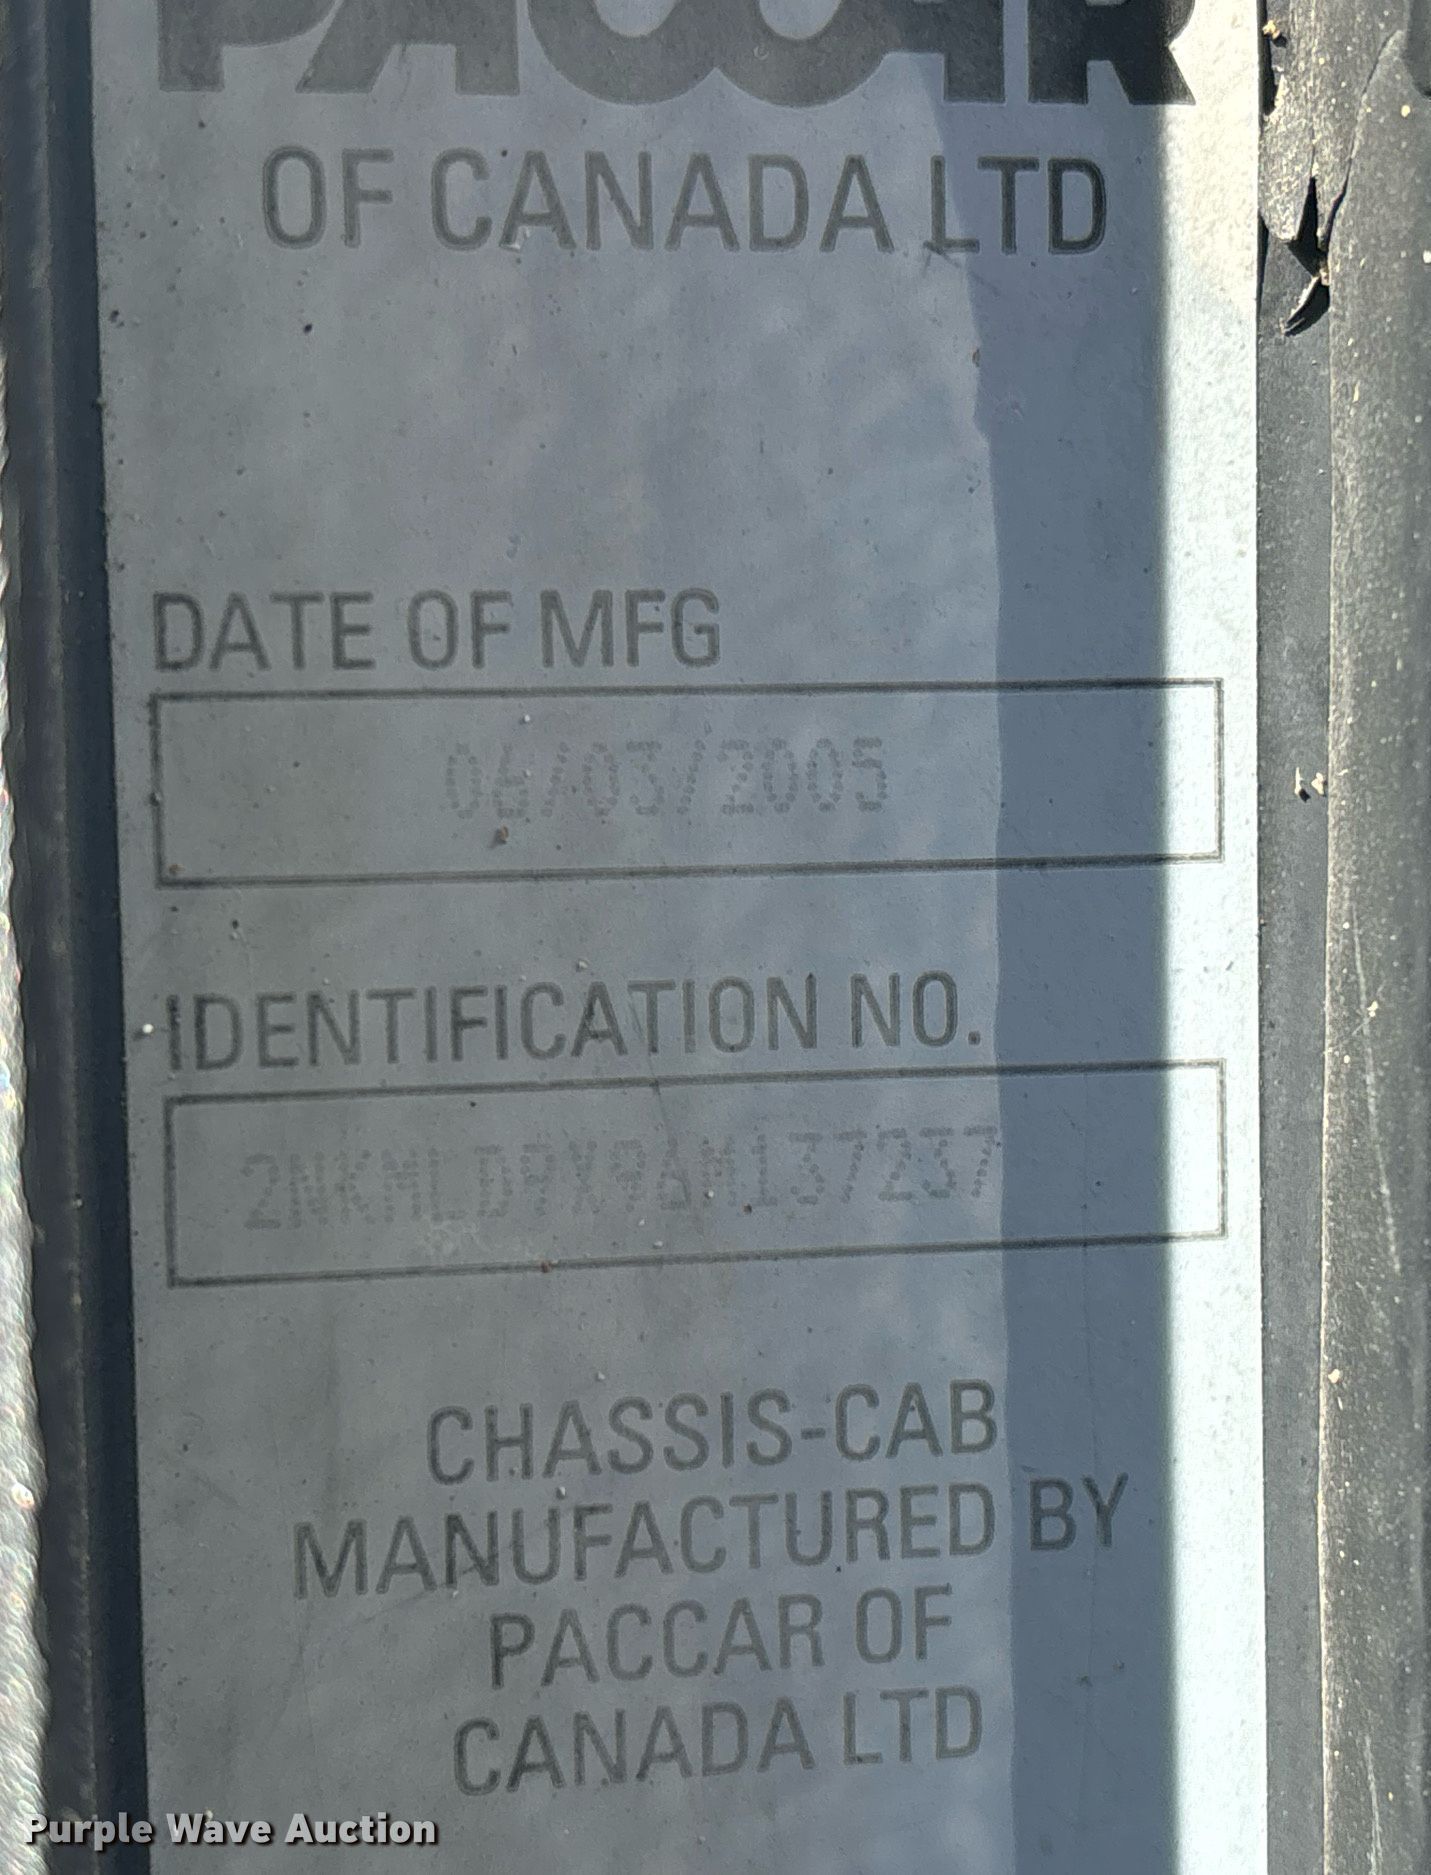 PACCAR
OF CANADA LTD
DATE OF MFG
06/03/2005
IDENTIFICATION NO.
CHASSIS-CAB
MANUFACTURED BY
PACCAR OF
CANADA LTD
Purple Wave Auction